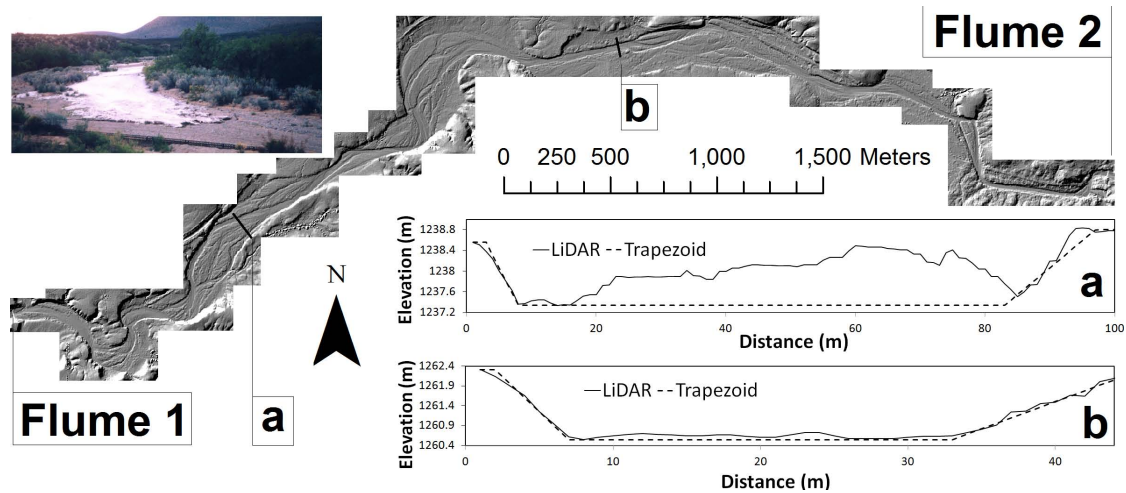 Flume 2
b
0 250 500 1,000 1,500 Meters
N
Flume 1
a
Elevation (m)
1238.8
1238.4
1238
1237.6
1237.2
LiDAR Trapezoid
a
0 20 40 60 80 100
Distance (m)
Elevation (m)
1262.4
1261.9
1261.4
1260.9
1260.4
LiDAR Trapezoid
b
0 10 20 30 40
Distance (m)